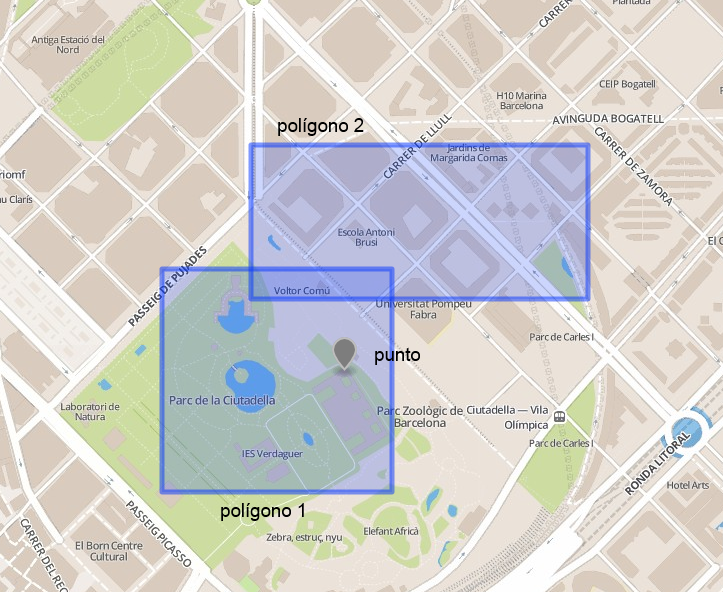 Plantada
CARRER
Antiga Estació del
Nord
CEIP Bogatell
H10 Marina
Barcelona
AVINGUDA BOGATELL
polígono 2
CARRER DE LLULL
CARRER DE ZAMORA
Jardins de
Margarida Comas
riomf
u Claris
Escola Antoni
Brusi
El C
PASSEIG DE PUJADES
Voltor Comú
Universitat Pompeu
Fabra
Parc de Carles I
punto
Parc de la Ciutadella
Laboratori de
Natura
Parc Zoològic de
Barcelona
Ciutadella — Vila
Olímpica
Parc de Carles I
IES Verdaguer
RONDA LITORAL
Hotel Arts
polígono 1
PASSEIG PICASSO
CARRER DEL REC
Elefant Africà
Zebra, estruç, nyu
El Born Centre
Cultural